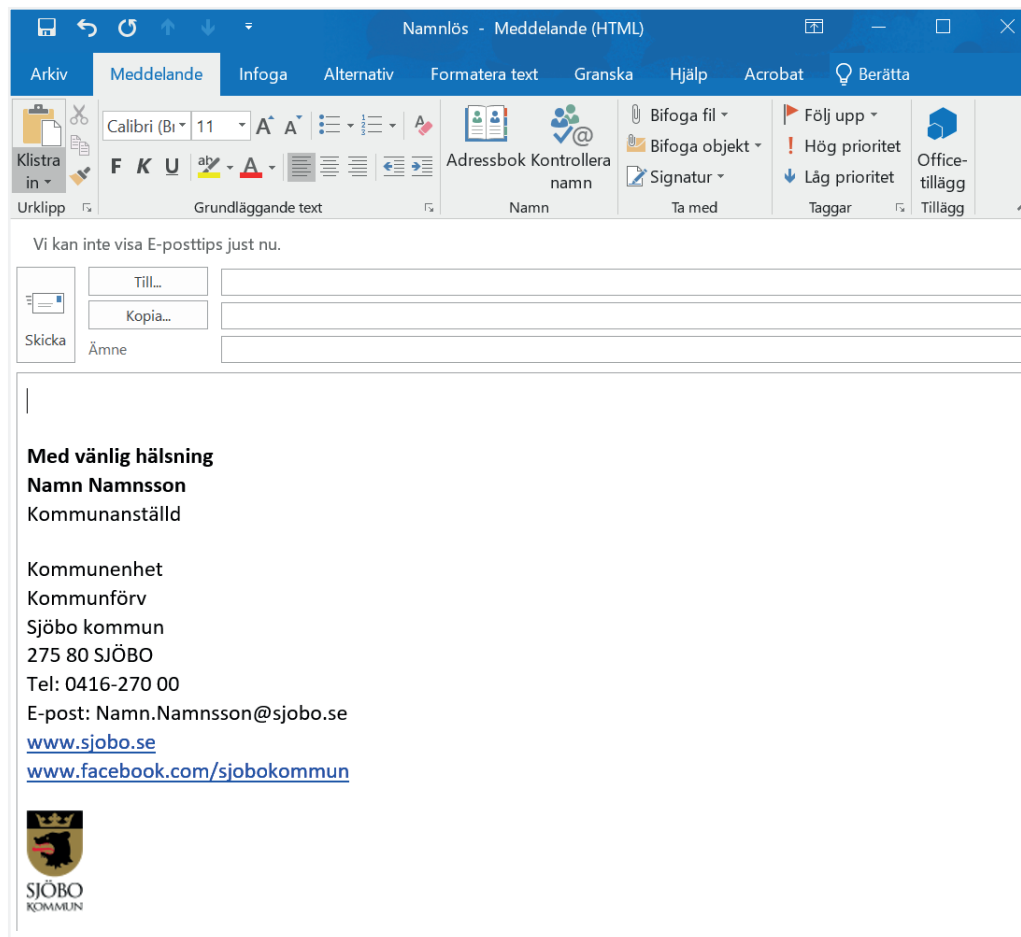 Namnlös - Meddelande (HTML)
Arkiv Meddelande Infoga Alternativ Formatera text Granska Hjälp Acrobat Berätta
Klistra in
Calibri (Br 11
F K U
Adressbok
Kontrollera namn
Bifoga fil
Bifoga objekt
Signatur
Följ upp
Hög prioritet
Låg prioritet
Office-
tillägg
Urklipp Grundläggande text Namn Ta med Taggar Tillägg
Vi kan inte visa E-posttips just nu.
Skicka
Till...
Kopia...
Ämne
Med vänlig hälsning
Namn Namnsson
Kommunanställd
Kommunenhet
Kommunförv
Sjöbo kommun
275 80 SJÖBO
Tel: 0416-270 00
E-post: Namn.Namnsson@sjobo.se
www.sjobo.se
www.facebook.com/sjobokommun
SJÖBO
KOMMUN